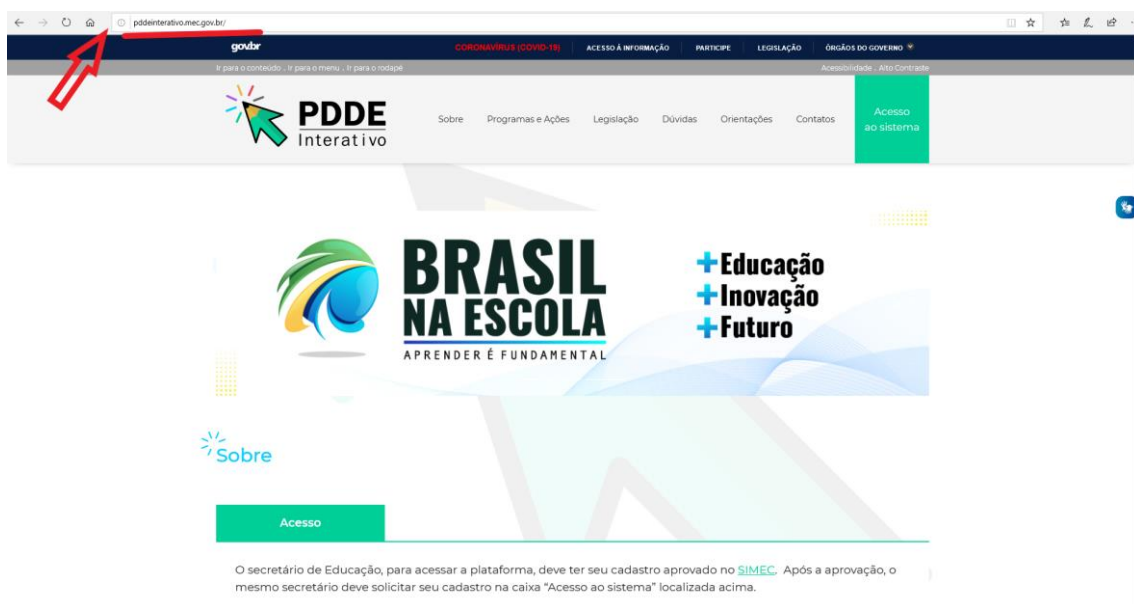 pddeinterativo.mec.gov.br/
gov.br
CORONAVÍRUS (COVID-19)
ACESSO À INFORMAÇÃO
PARTICIPE
LEGISLAÇÃO
ÓRGÃOS DO GOVERNO
Ir para o conteúdo . Ir para o menu . Ir para o rodapé
Acessibilidade . Alto Contraste
PDDE
Interativo
Sobre
Programas e Ações
Legislação
Dúvidas
Orientações
Contatos
Acesso
ao sistema
BRASIL
NA ESCOLA
APRENDER É FUNDAMENTAL
+Educação
+Inovação
+Futuro
Sobre
Acesso
O secretário de Educação, para acessar a plataforma, deve ter seu cadastro aprovado no SIMEC. Após a aprovação, o
mesmo secretário deve solicitar seu cadastro na caixa “Acesso ao sistema” localizada acima.